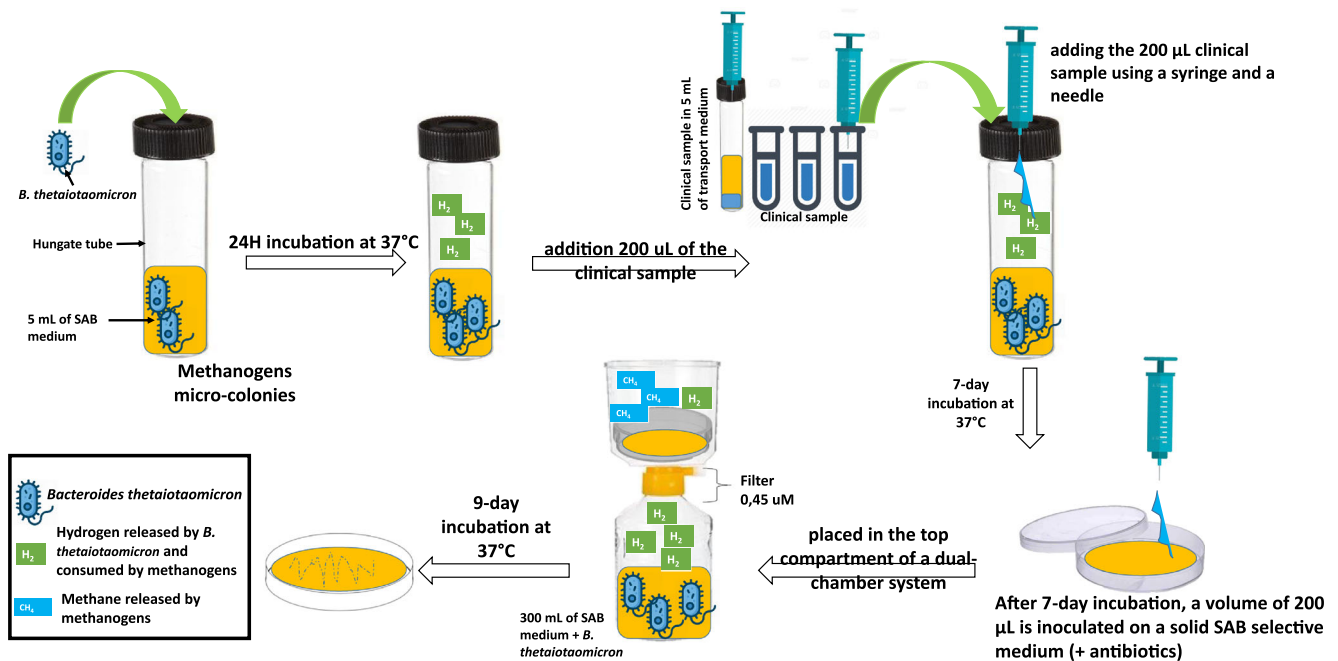 B. thetaiotaomicron
Hungate tube
5 mL of SAB
medium
24H incubation at 37°C
H2
H2
H2
Methanogens
micro-colonies
addition 200 uL of the
clinical sample
Clinical sample in 5 mL
of transport medium
Clinical sample
adding the 200 µL clinical
sample using a syringe and a
needle
H2
H2
H2
7-day
incubation at
37°C
After 7-day incubation, a volume of 200
µL is inoculated on a solid SAB selective
medium (+ antibiotics)
placed in the top
compartment of a dual-
chamber system
CH4
CH4
H2
CH4
Filter
0,45 uM
H2
H2
H2
H2
300 mL of SAB
medium + B.
thetaiotaomicron
9-day
incubation at
37°C
Bacteroides thetaiotaomicron
H2
Hydrogen released by B.
thetaiotaomicron and
consumed by methanogens
CH4
Methane released by
methanogens